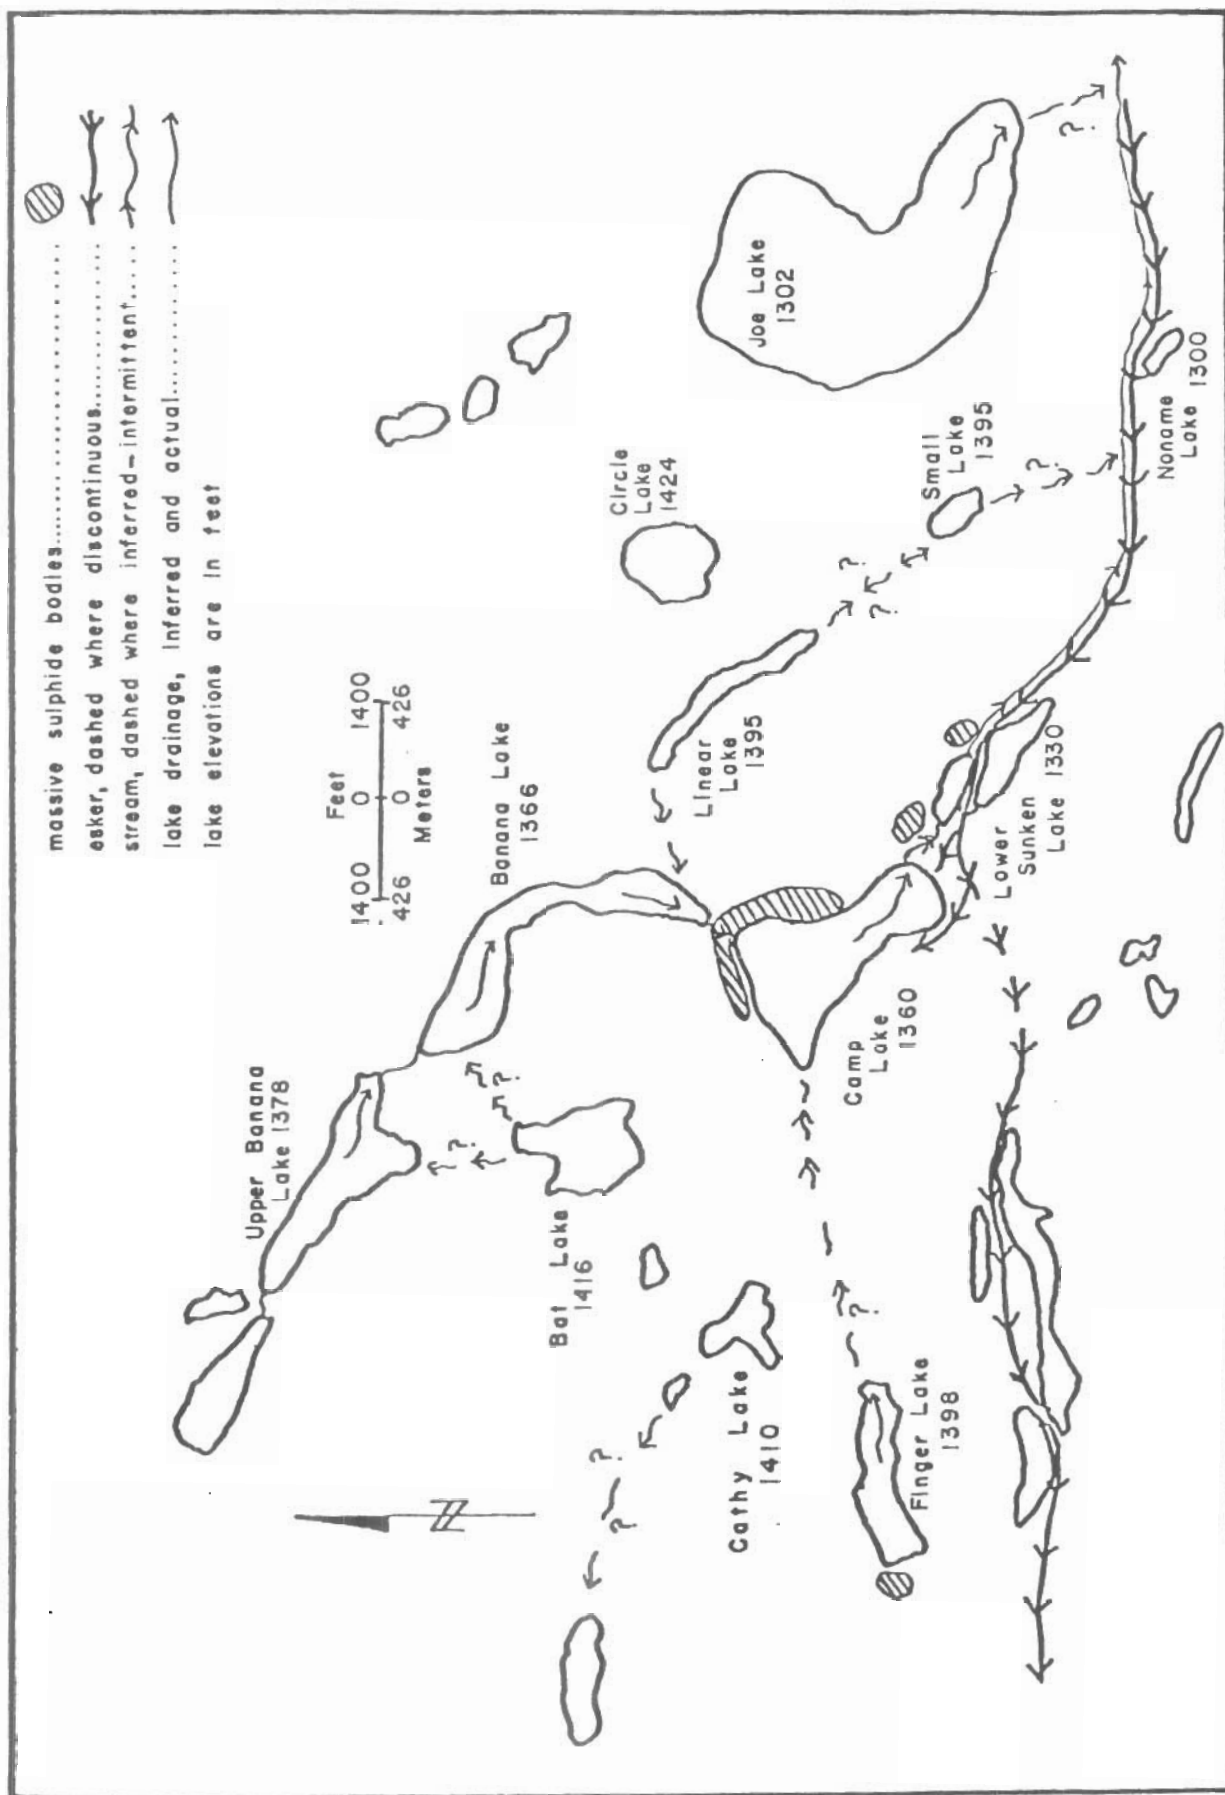 massive sulphide bodies....................
esker, dashed where discontinuous..............
stream, dashed where inferred-intermittent.....
lake drainage, inferred and actual............
lake elevations are in feet
Feet
1400 0 1400
426 0 426
Meters
Upper Banana
Lake 1378
Banana Lake
1366
Bat Lake
1416
?
?
Cathy Lake
1410
?
?
N
Linear
Lake
1395
Circle
Lake
1424
?
?
Small
Lake
1395
?
Joe Lake
1302
?
Finger Lake
1398
?
Camp
Lake
1360
Lower
Sunken
Lake 1330
Noname
Lake 1300